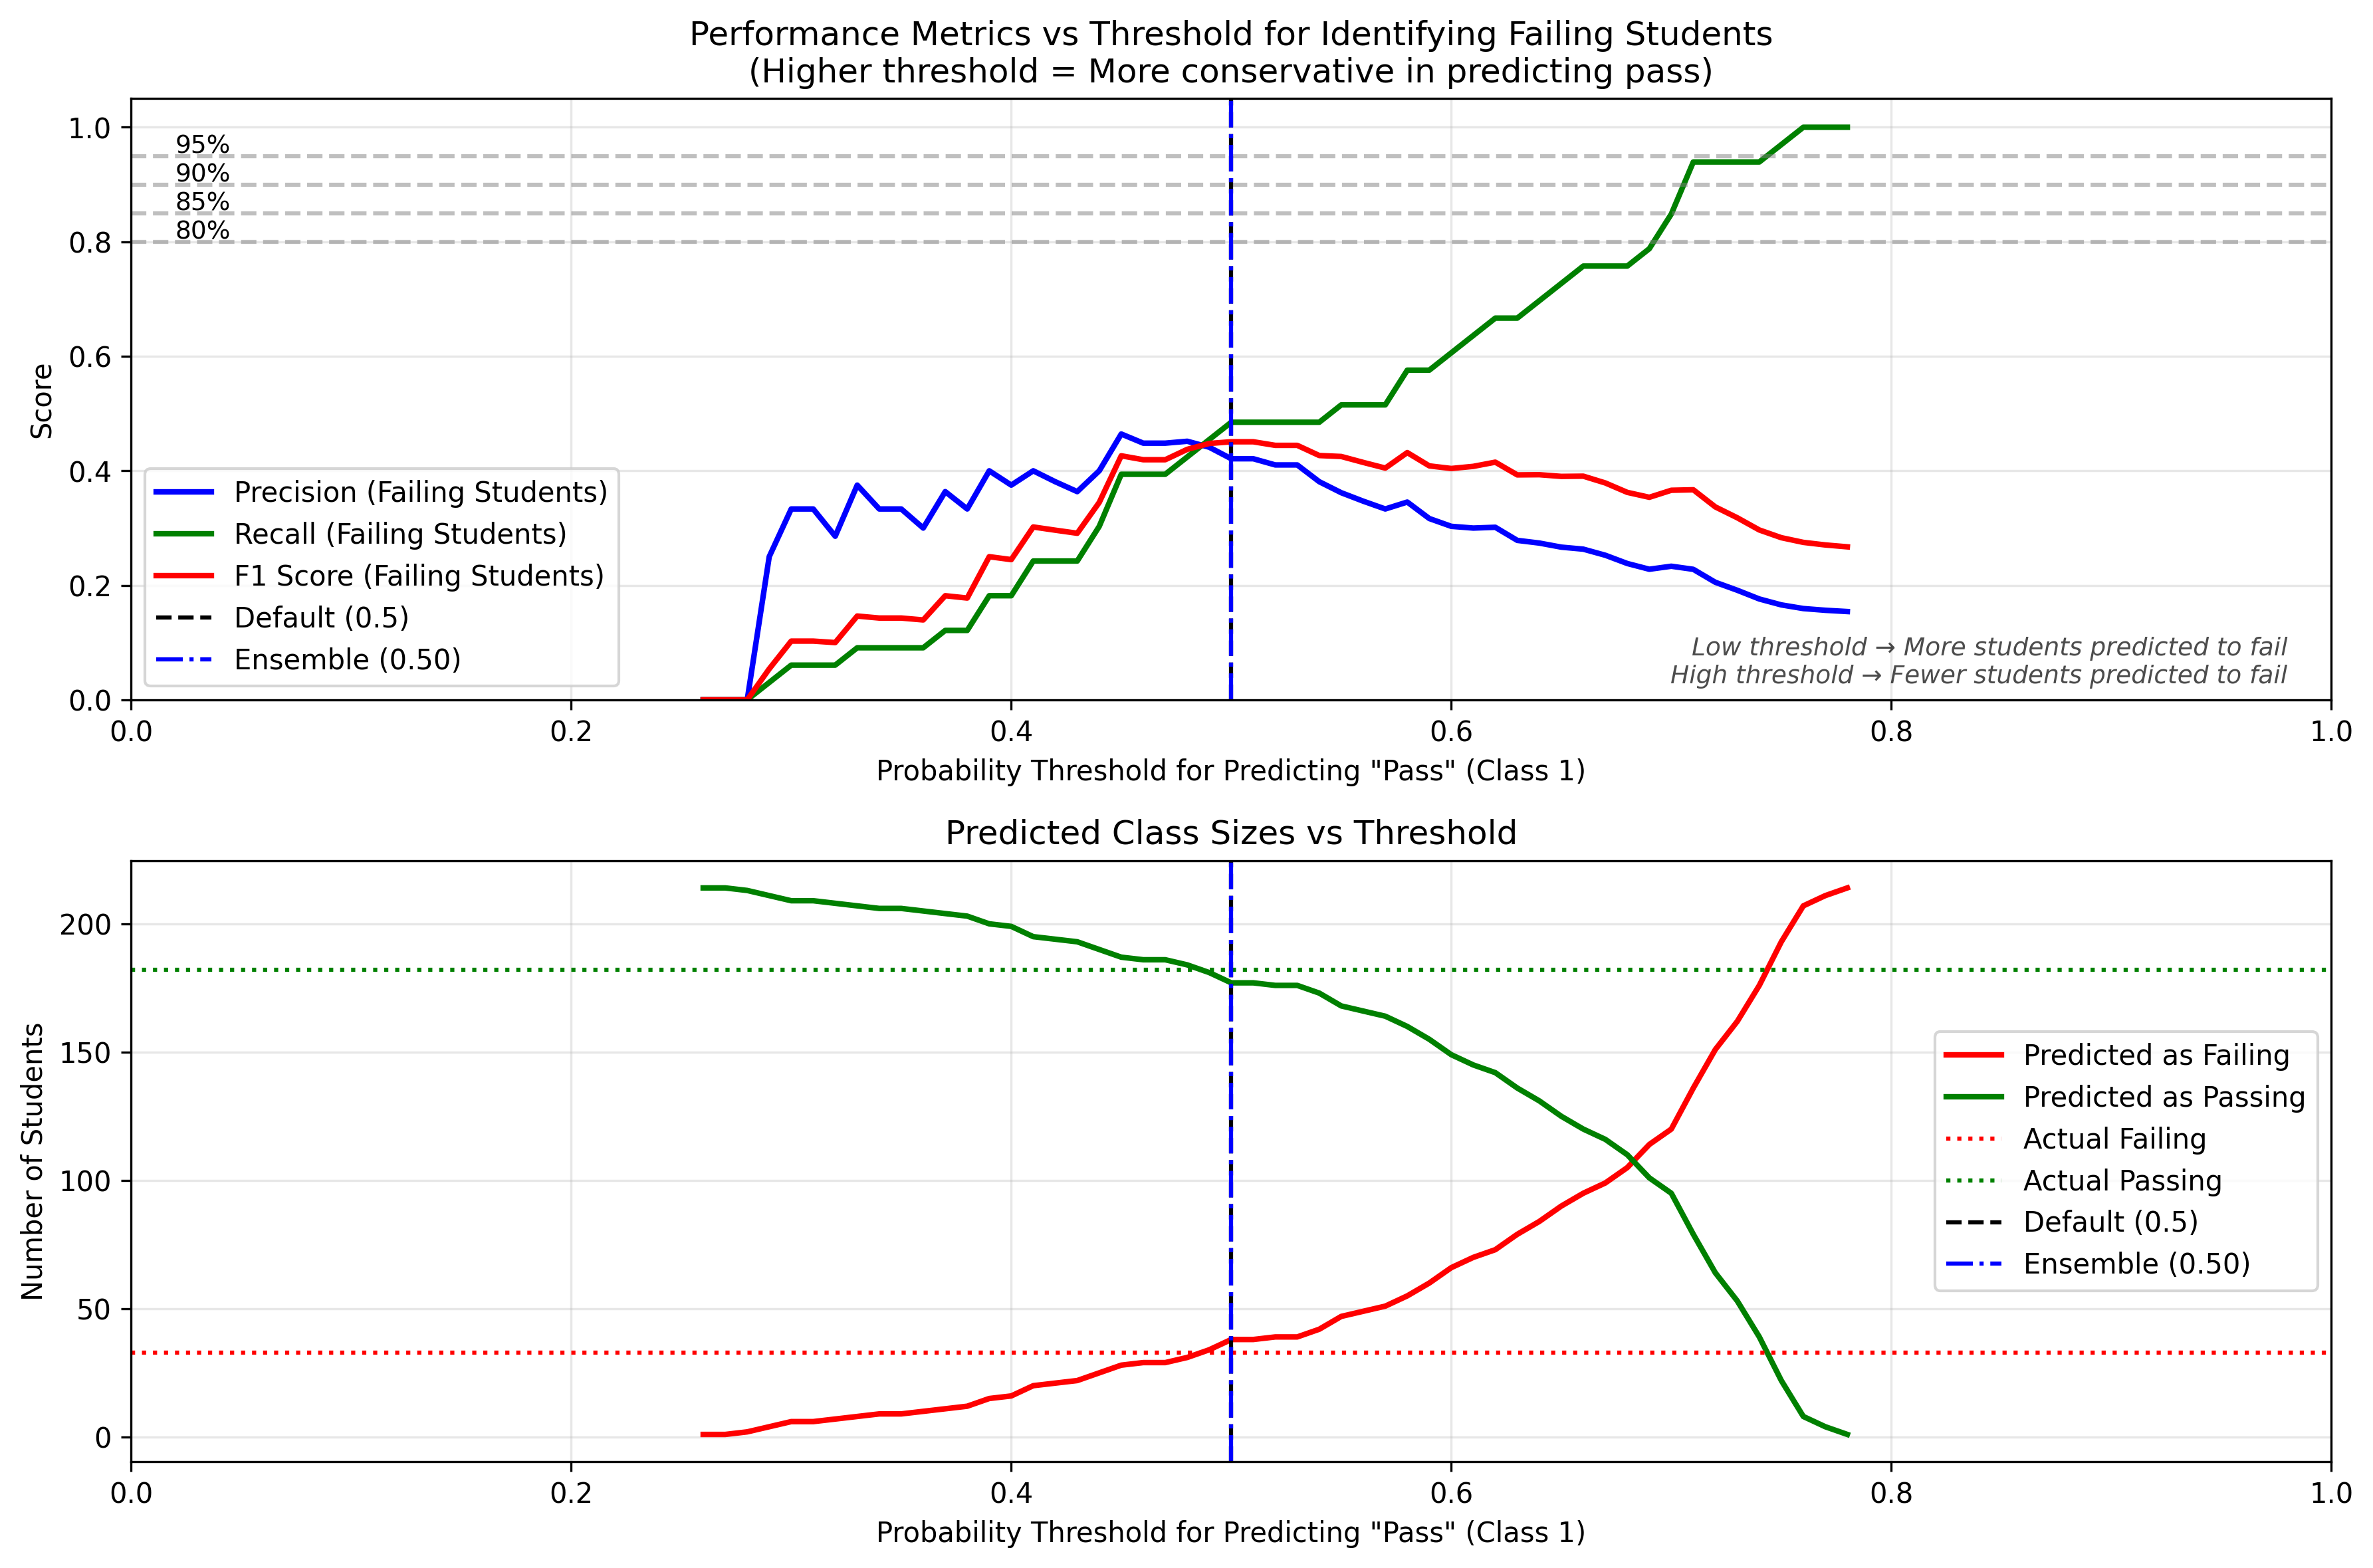 Performance Metrics vs Threshold for Identifying Failing Students
(Higher threshold = More conservative in predicting pass)
1.0
0.8
0.6
0.4
0.2
0.0
Score
95%
90%
85%
80%
Precision (Failing Students)
Recall (Failing Students)
F1 Score (Failing Students)
Default (0.5)
Ensemble (0.50)
Low threshold → More students predicted to fail
High threshold → Fewer students predicted to fail
0.0 0.2 0.4 0.6 0.8 1.0
Probability Threshold for Predicting "Pass" (Class 1)
Predicted Class Sizes vs Threshold
200
150
100
50
0
Number of Students
Predicted as Failing
Predicted as Passing
Actual Failing
Actual Passing
Default (0.5)
Ensemble (0.50)
0.0 0.2 0.4 0.6 0.8 1.0
Probability Threshold for Predicting "Pass" (Class 1)